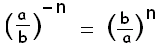 (a/b)^-n = (b/a)^n